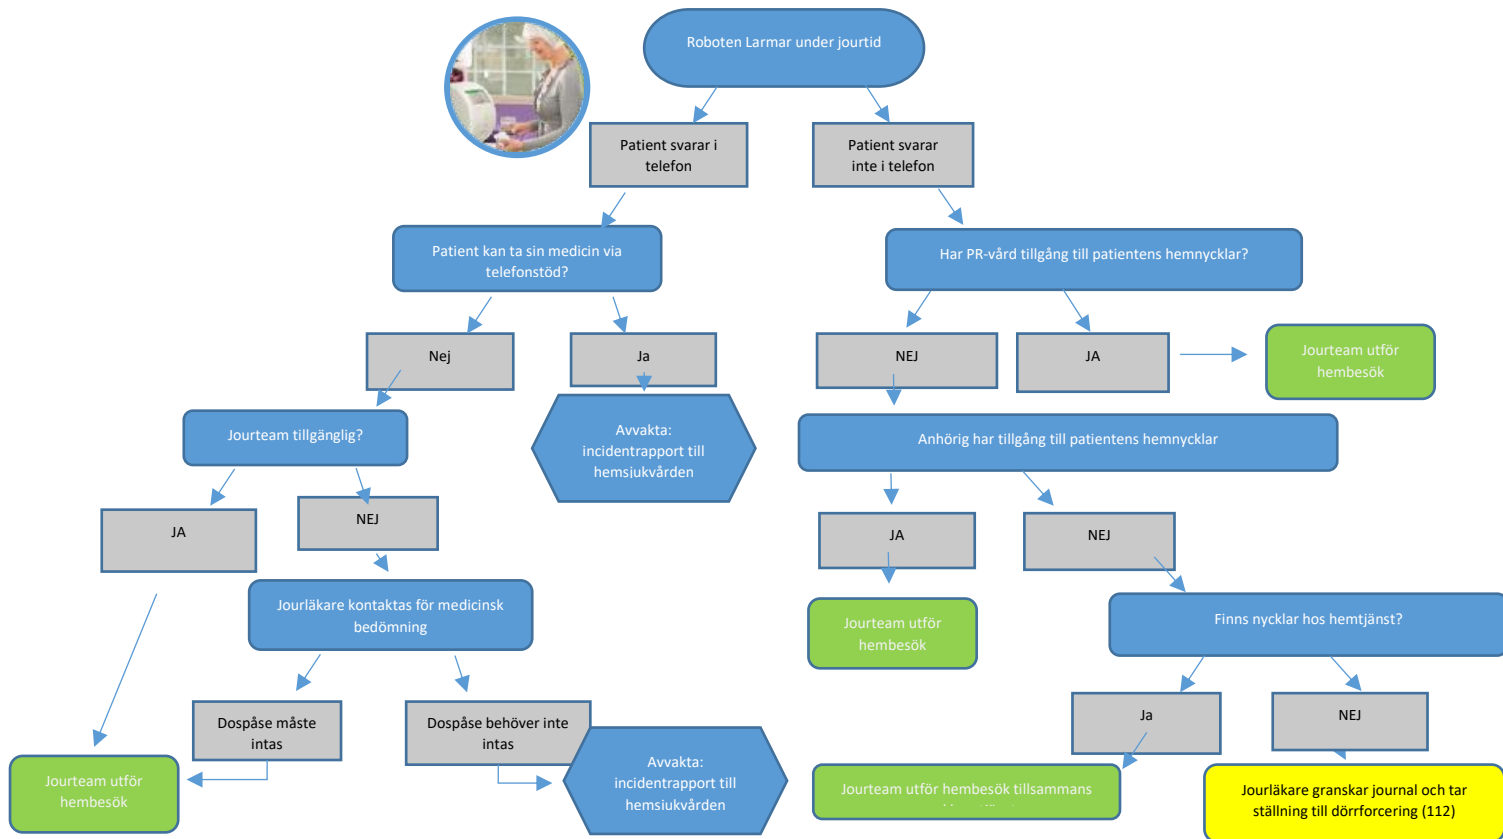 Roboten Larmar under jourtid
Patient svarar i
telefon
Patient svarar
inte i telefon
Patient kan ta sin medicin via
telefonstöd?
Har PR-vård tillgång till patientens hemnycklar?
Nej
Ja
NEJ
JA
Jourteam utför
hembesök
Jourteam tillgänglig?
Avvakta:
incidentrapport till
hemsjukvården
Anhörig har tillgång till patientens hemnycklar
JA
NEJ
JA
NEJ
Jourläkare kontaktas för medicinsk
bedömning
Jourteam utför
hembesök
Finns nycklar hos hemtjänst?
Dospåse måste
intas
Dospåse behöver inte
intas
Ja
NEJ
Jourteam utför
hembesök
Avvakta:
incidentrapport till
hemsjukvården
Jourteam utför hembesök tillsammans
Jourläkare granskar journal och tar
ställning till dörrforcering (112)